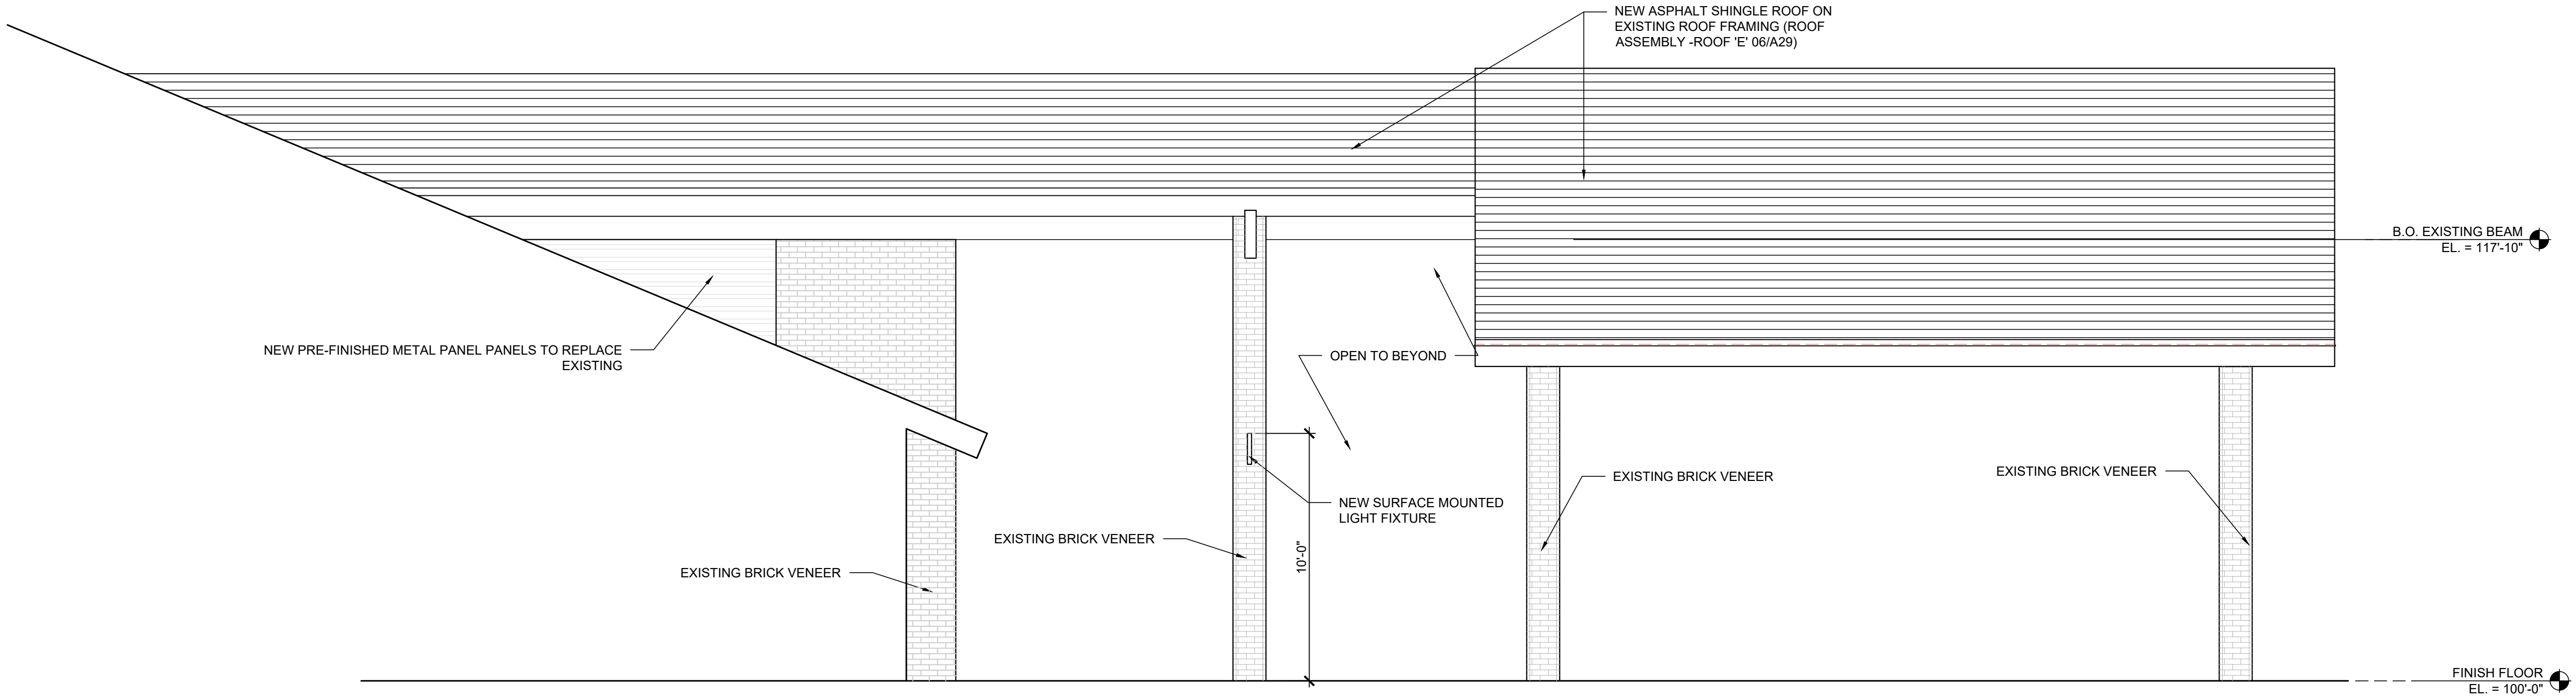 NEW ASPHALT SHINGLE ROOF ON
EXISTING ROOF FRAMING (ROOF
ASSEMBLY -ROOF 'E' 06/A29)
B.O. EXISTING BEAM
EL. = 117'-10"
NEW PRE-FINISHED METAL PANEL PANELS TO REPLACE
EXISTING
OPEN TO BEYOND
EXISTING BRICK VENEER
EXISTING BRICK VENEER
NEW SURFACE MOUNTED
LIGHT FIXTURE
EXISTING BRICK VENEER
10'-0"
EXISTING BRICK VENEER
FINISH FLOOR
EL. = 100'-0"